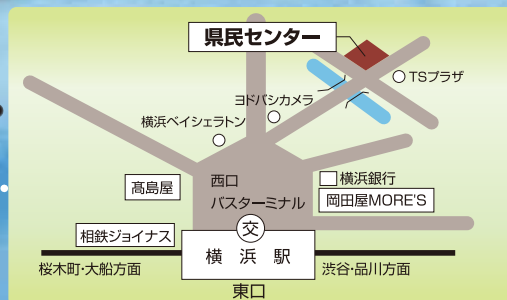 県民センター
TSプラザ
ヨドバシカメラ
横浜ベイシェラトン
髙島屋
西口
バスターミナル
横浜銀行
岡田屋MORE'S
相鉄ジョイナス
交
横浜駅
桜木町・大船方面
渋谷・品川方面
東口